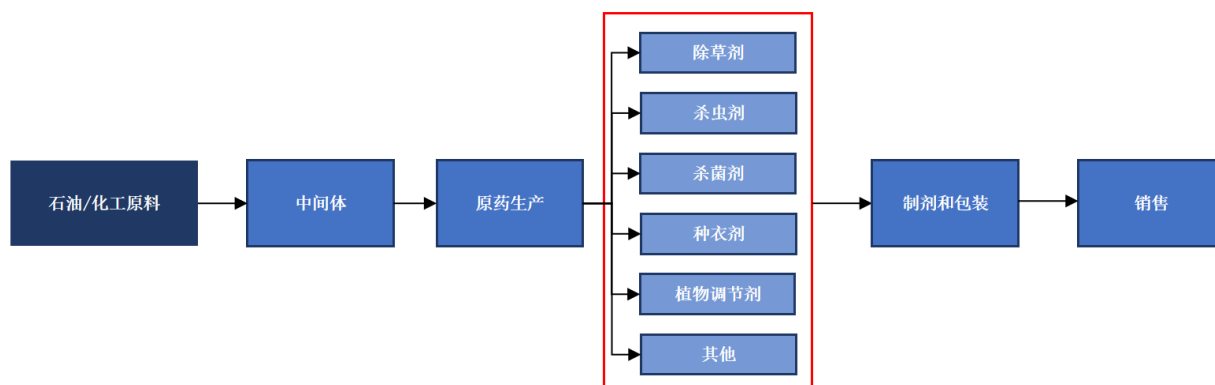 石油/化工原料
中间体
原药生产
除草剂
杀虫剂
杀菌剂
种衣剂
植物调节剂
其他
制剂和包装
销售